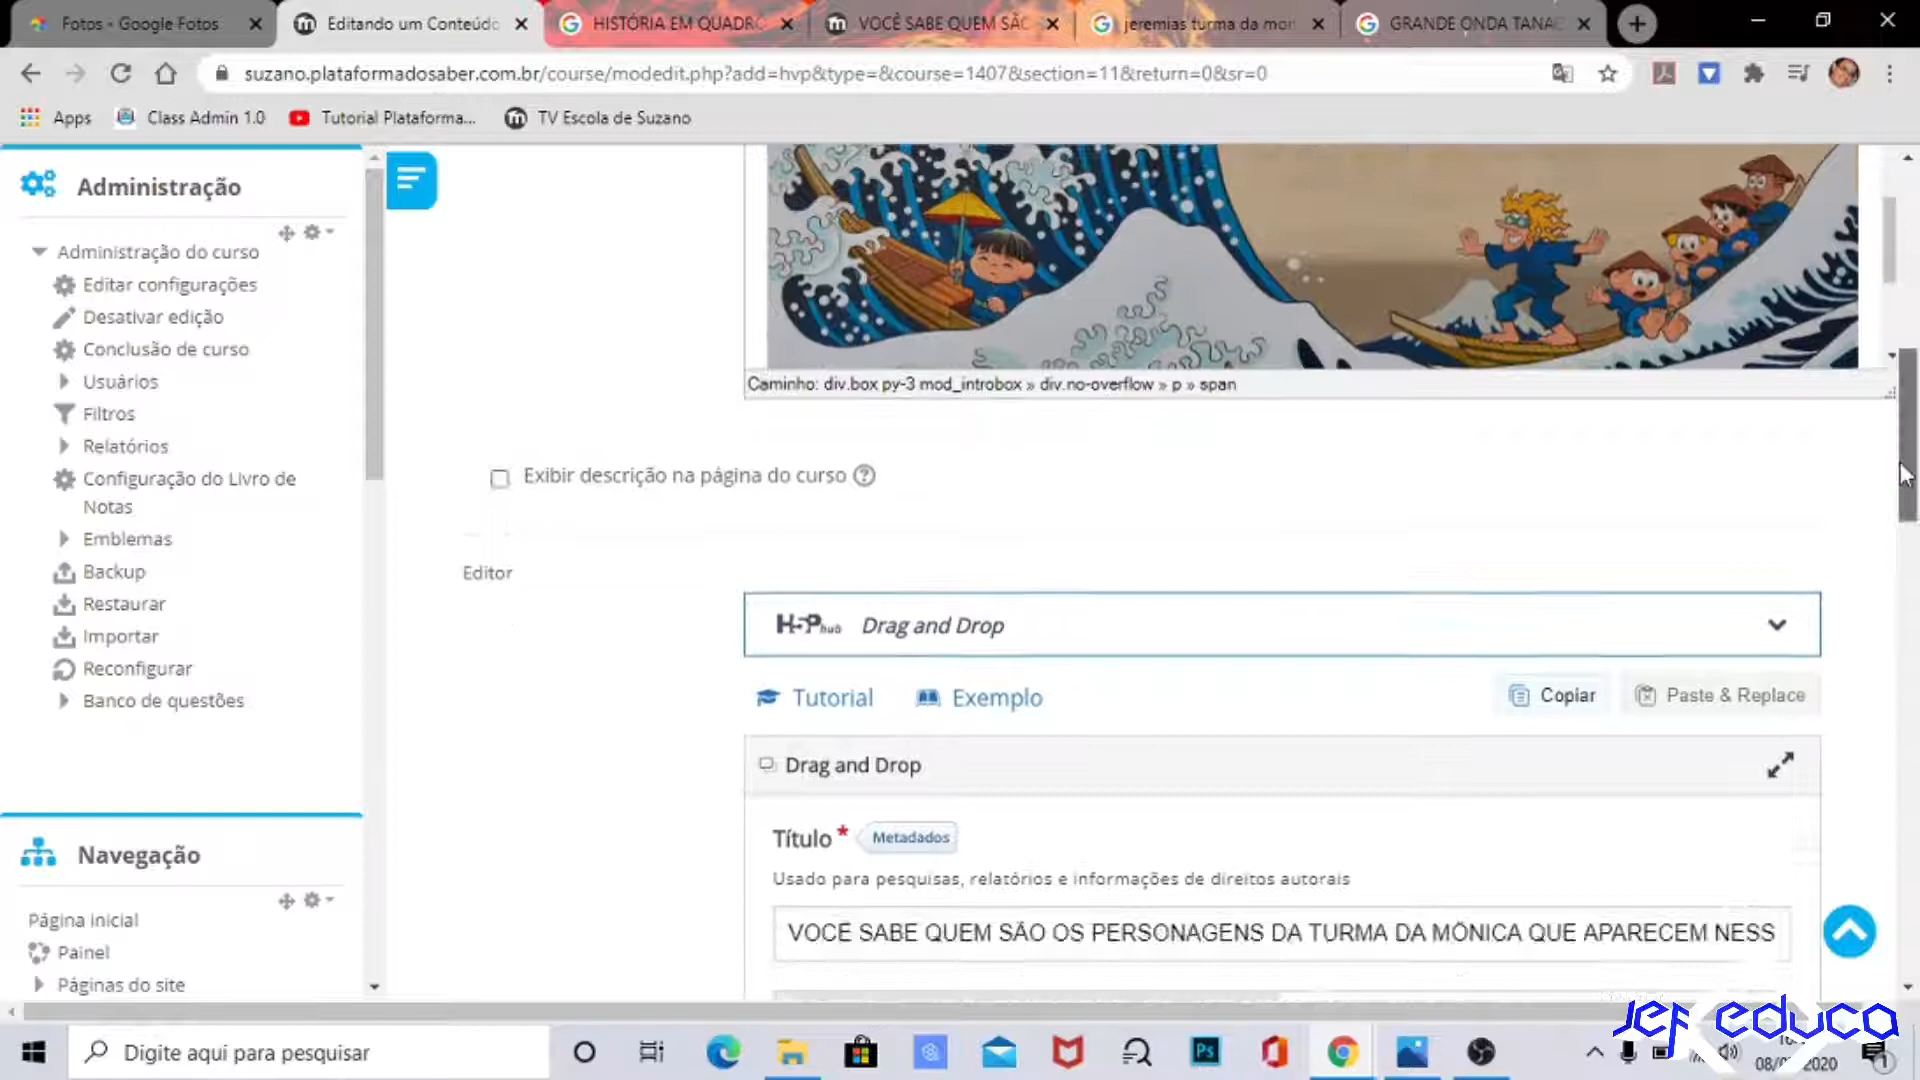 Fotos - Google Fotos
Editando um Conteúdo
HISTÓRIA EM QUADRO
VOCÊ SABE QUEM SÃO
jeremias turma da mon
GRANDE ONDA TANAE
suzano.plataformadosaber.com.br/course/modedit.php?add=hvp&type=&course=1407&section=11&return=0&sr=0
Apps
Class Admin 1.0
Tutorial Plataforma...
TV Escola de Suzano
Administração
Administração do curso
Editar configurações
Desativar edição
Conclusão de curso
Usuários
Filtros
Relatórios
Configuração do Livro de
Notas
Emblemas
Backup
Restaurar
Importar
Reconfigurar
Banco de questões
Navegação
Página inicial
Painel
Páginas do site
Caminho: div.box py-3 mod_introbox » div.no-overflow » p » span
Exibir descrição na página do curso
Editor
H5P hub Drag and Drop
Tutorial
Exemplo
Copiar
Paste & Replace
Drag and Drop
Título *
Metadados
Usado para pesquisas, relatórios e informações de direitos autorais
VOCÊ SABE QUEM SÃO OS PERSONAGENS DA TURMA DA MÔNICA QUE APARECEM NESS
Digite aqui para pesquisar
Ps
Jef educa
1